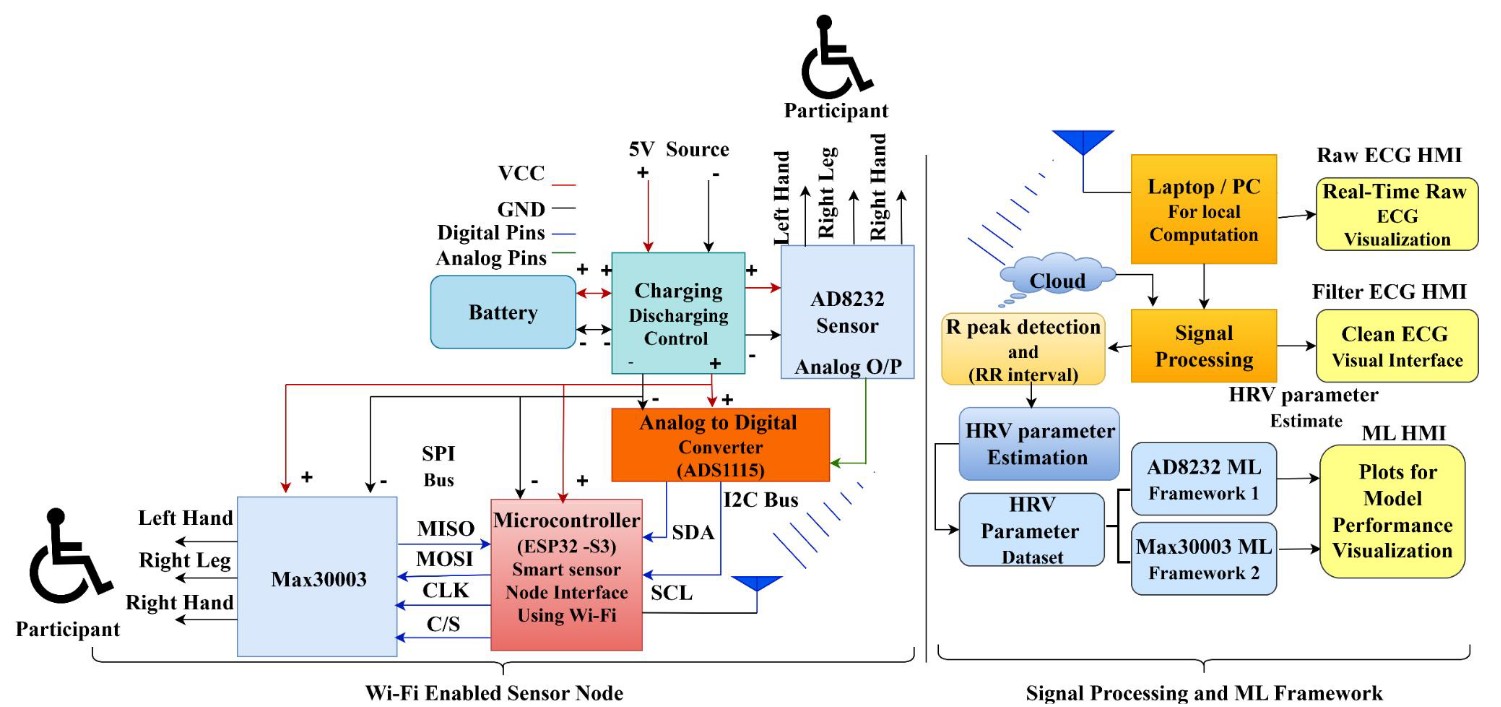 Participant
5V Source
+
-
VCC
GND
Digital Pins
Analog Pins
Left Hand
Right Leg
Right Hand
Battery
+
+
-
-
Charging
Discharging
Control
-
+
+
-
AD8232
Sensor
Analog O/P
-
+
Analog to Digital
Converter
(ADS1115)
SPI
Bus
+
-
-
+
I2C Bus
SDA
SCL
Left Hand
Right Leg
Right Hand
Participant
Max30003
MISO
MOSI
CLK
C/S
Microcontroller
(ESP32 -S3)
Smart sensor
Node Interface
Using Wi-Fi
Wi-Fi Enabled Sensor Node
Laptop / PC
For local
Computation
Raw ECG HMI
Real-Time Raw
ECG
Visualization
Cloud
Signal
Processing
Filter ECG HMI
Clean ECG
Visual Interface
R peak detection
and
(RR interval)
HRV parameter
Estimate
HRV parameter
Estimation
HRV
Parameter
Dataset
AD8232 ML
Framework 1
Max30003 ML
Framework 2
ML HMI
Plots for
Model
Performance
Visualization
Signal Processing and ML Framework